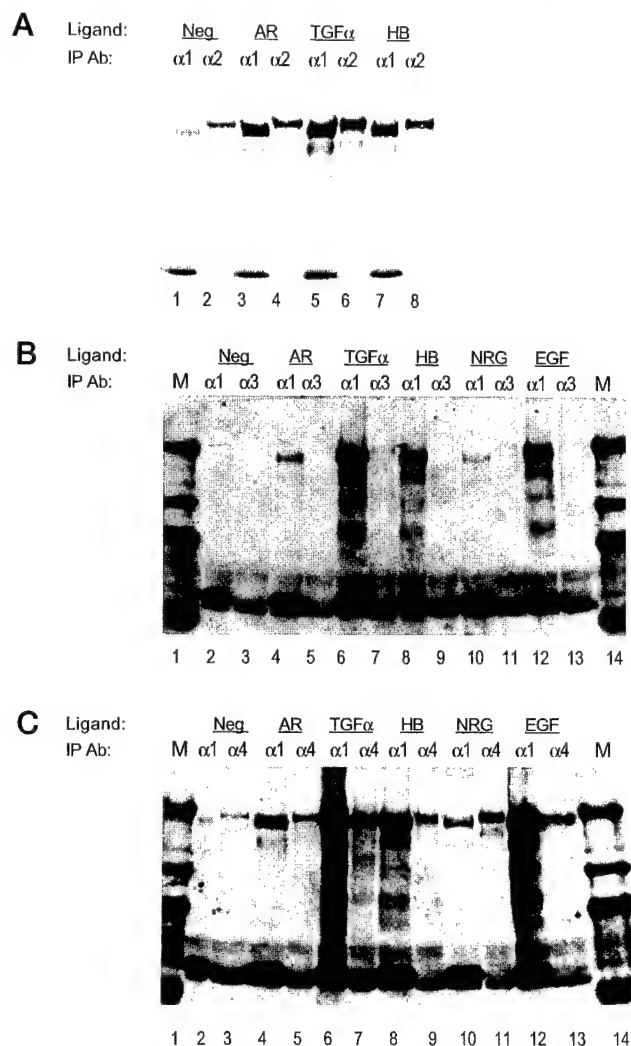 A
Ligand: Neg AR TGFα HB
IP Ab: α1 α2 α1 α2 α1 α2 α1 α2
1 2 3 4 5 6 7 8
B
Ligand: Neg AR TGFα HB NRG EGF
IP Ab: M α1 α3 α1 α3 α1 α3 α1 α3 α1 α3 α1 α3 M
1 2 3 4 5 6 7 8 9 10 11 12 13 14
C
Ligand: Neg AR TGFα HB NRG EGF
IP Ab: M α1 α4 α1 α4 α1 α4 α1 α4 α1 α4 α1 α4 M
1 2 3 4 5 6 7 8 9 10 11 12 13 14